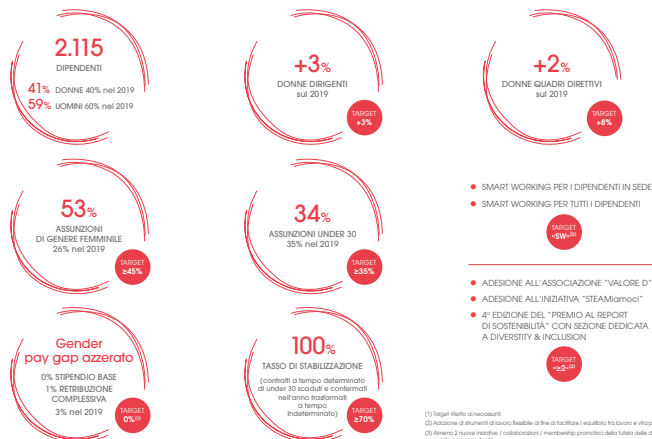 2.115
DIPENDENTI
41% DONNE 40% nel 2019
59% UOMINI 60% nel 2019
+3%
DONNE DIRIGENTI
sul 2019
TARGET
+3%
+2%
DONNE QUADRI DIRETTIVI
sul 2019
TARGET
+8%
53%
ASSUNZIONI
DI GENERE FEMMINILE
26% nel 2019
TARGET
≥45%
34%
ASSUNZIONI UNDER 30
35% nel 2019
TARGET
≥35%
• SMART WORKING PER I DIPENDENTI IN SEDE
• SMART WORKING PER TUTTI I DIPENDENTI
TARGET
"SW"(2)
• ADESIONE ALL'ASSOCIAZIONE "VALORE D"
• ADESIONE ALL'INIZIATIVA "STEAMiamoci"
• 4ª EDIZIONE DEL "PREMIO AL REPORT
DI SOSTENIBILITÀ" CON SEZIONE DEDICATA
A DIVERSTITY & INCLUSION
TARGET
"≥2"(3)
Gender
pay gap azzerato
0% STIPENDIO BASE
1% RETRIBUZIONE
COMPLESSIVA
3% nel 2019
TARGET
0%(1)
100%
TASSO DI STABILIZZAZIONE
(contratti a tempo determinato
di under 30 scaduti e confermati
nell'anno trasformati
a tempo
Indeterminato)
TARGET
≥70%
(1) Target riferito ai neoassunti
(2) Adozione di strumenti di lavoro flessibile al fine di facilitare l'equilibrio tra lavoro e vita
(3) Almeno 2 nuove iniziative / collaborazioni / membership promotrici della tutela delle